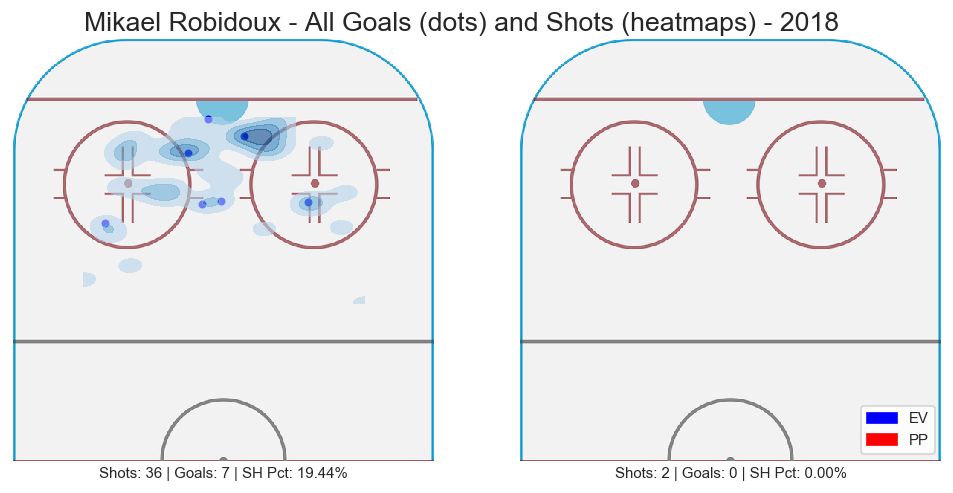 Mikael Robidoux - All Goals (dots) and Shots (heatmaps) - 2018
EV
PP
Shots: 36 | Goals: 7 | SH Pct: 19.44%
Shots: 2 | Goals: 0 | SH Pct: 0.00%